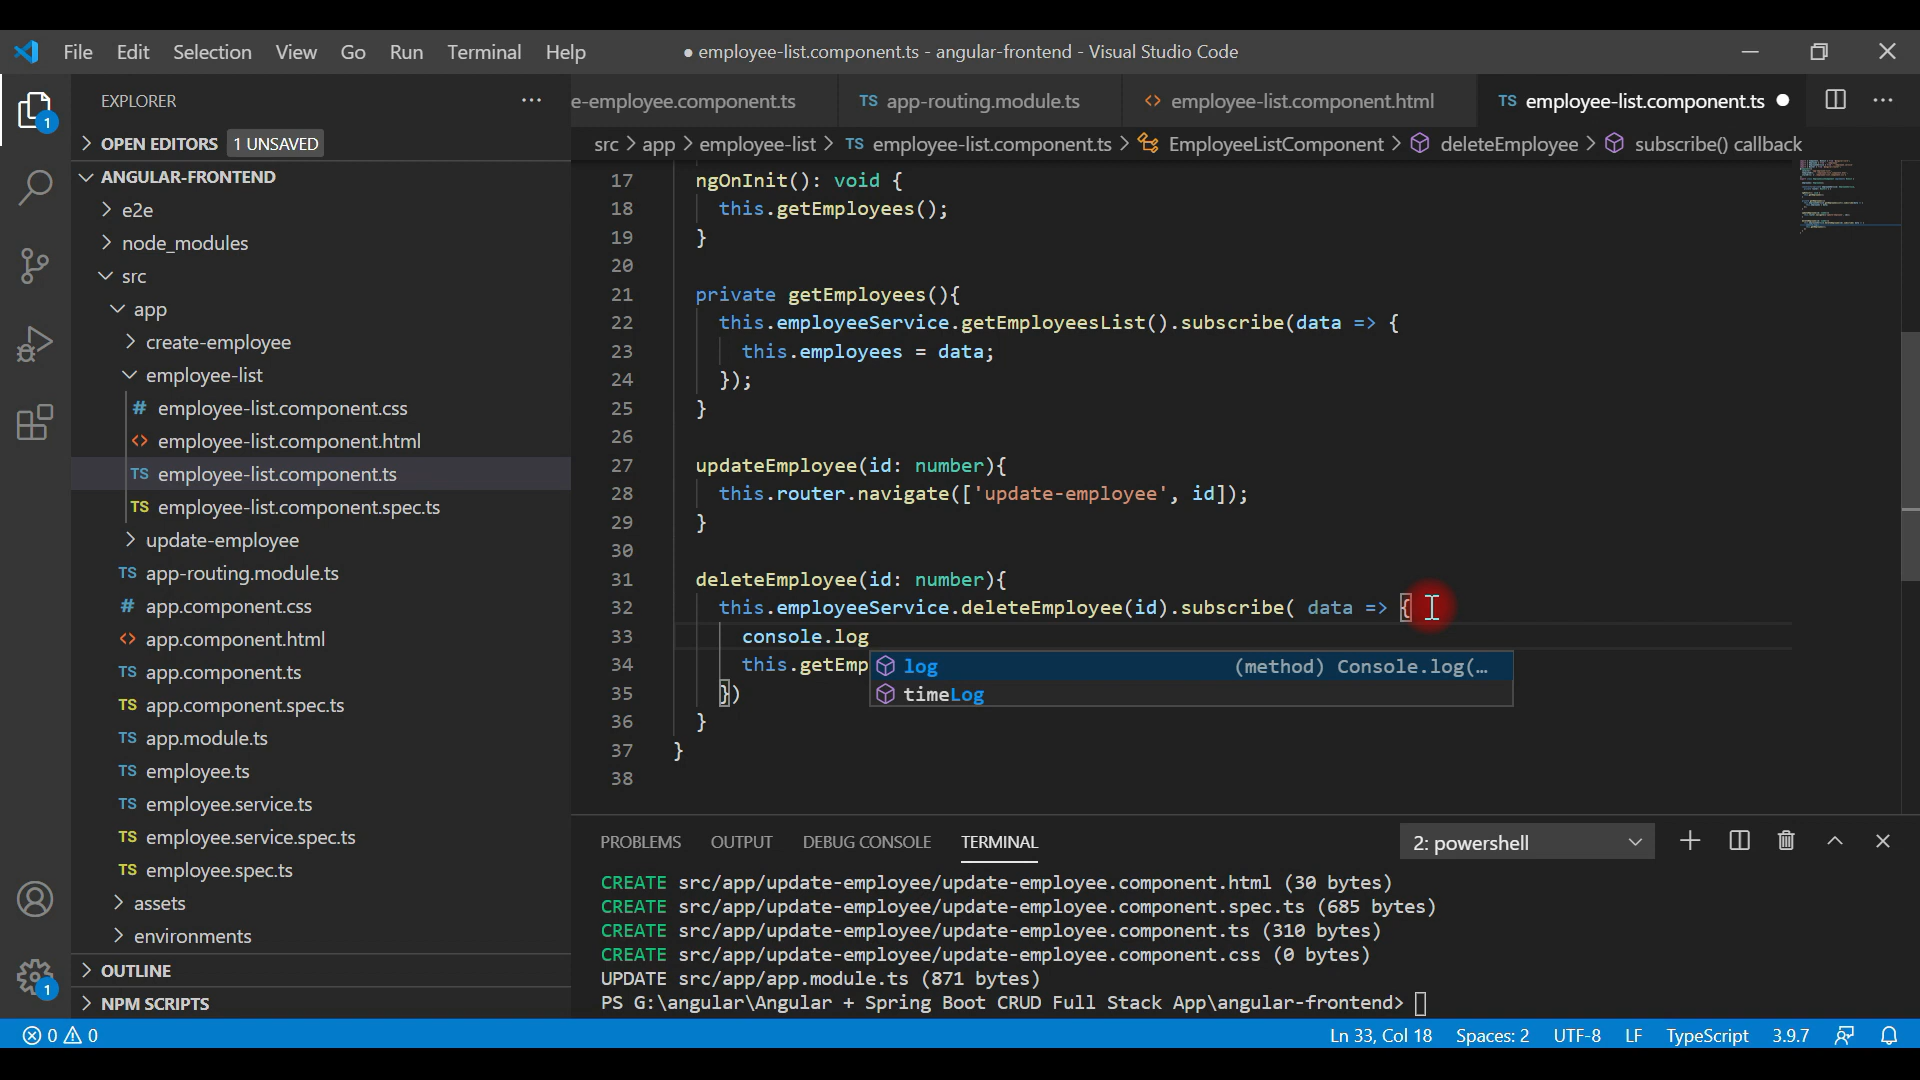 File Edit Selection View Go Run Terminal Help ● employee-list.component.ts - angular-frontend - Visual Studio Code
EXPLORER ...
e-employee.component.ts TS app-routing.module.ts <> employee-list.component.html TS employee-list.component.ts ● ...
OPEN EDITORS 1 UNSAVED
src > app > employee-list > TS employee-list.component.ts > EmployeeListComponent > deleteEmployee > subscribe() callback
1
ANGULAR-FRONTEND
e2e
node_modules
src
app
create-employee
employee-list
# employee-list.component.css
<> employee-list.component.html
TS employee-list.component.ts
TS employee-list.component.spec.ts
update-employee
TS app-routing.module.ts
# app.component.css
<> app.component.html
TS app.component.ts
TS app.component.spec.ts
TS app.module.ts
TS employee.ts
TS employee.service.ts
TS employee.service.spec.ts
TS employee.spec.ts
assets
environments
OUTLINE
NPM SCRIPTS
1
17 ngOnInit(): void {
18 this.getEmployees();
19 }
20
21 private getEmployees(){
22 this.employeeService.getEmployeesList().subscribe(data => {
23 this.employees = data;
24 });
25 }
26
27 updateEmployee(id: number){
28 this.router.navigate(['update-employee', id]);
29 }
30
31 deleteEmployee(id: number){
32 this.employeeService.deleteEmployee(id).subscribe( data => {
33 console.log
34 this.getEmp
log (method) Console.log(…
timeLog
35 })
36 }
37 }
38
PROBLEMS OUTPUT DEBUG CONSOLE TERMINAL 2: powershell
CREATE src/app/update-employee/update-employee.component.html (30 bytes)
CREATE src/app/update-employee/update-employee.component.spec.ts (685 bytes)
CREATE src/app/update-employee/update-employee.component.ts (310 bytes)
CREATE src/app/update-employee/update-employee.component.css (0 bytes)
UPDATE src/app/app.module.ts (871 bytes)
PS G:\angular\Angular + Spring Boot CRUD Full Stack App\angular-frontend>
0 0 Ln 33, Col 18 Spaces: 2 UTF-8 LF TypeScript 3.9.7